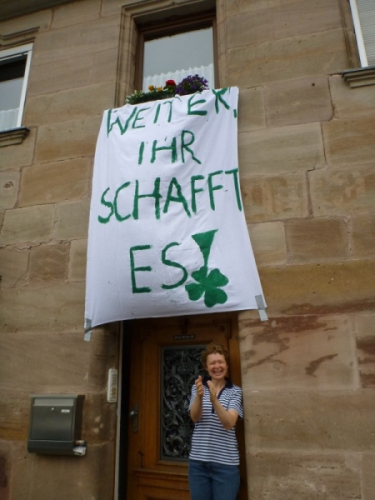 WEITER,
IHR
SCHAFFT
ES!